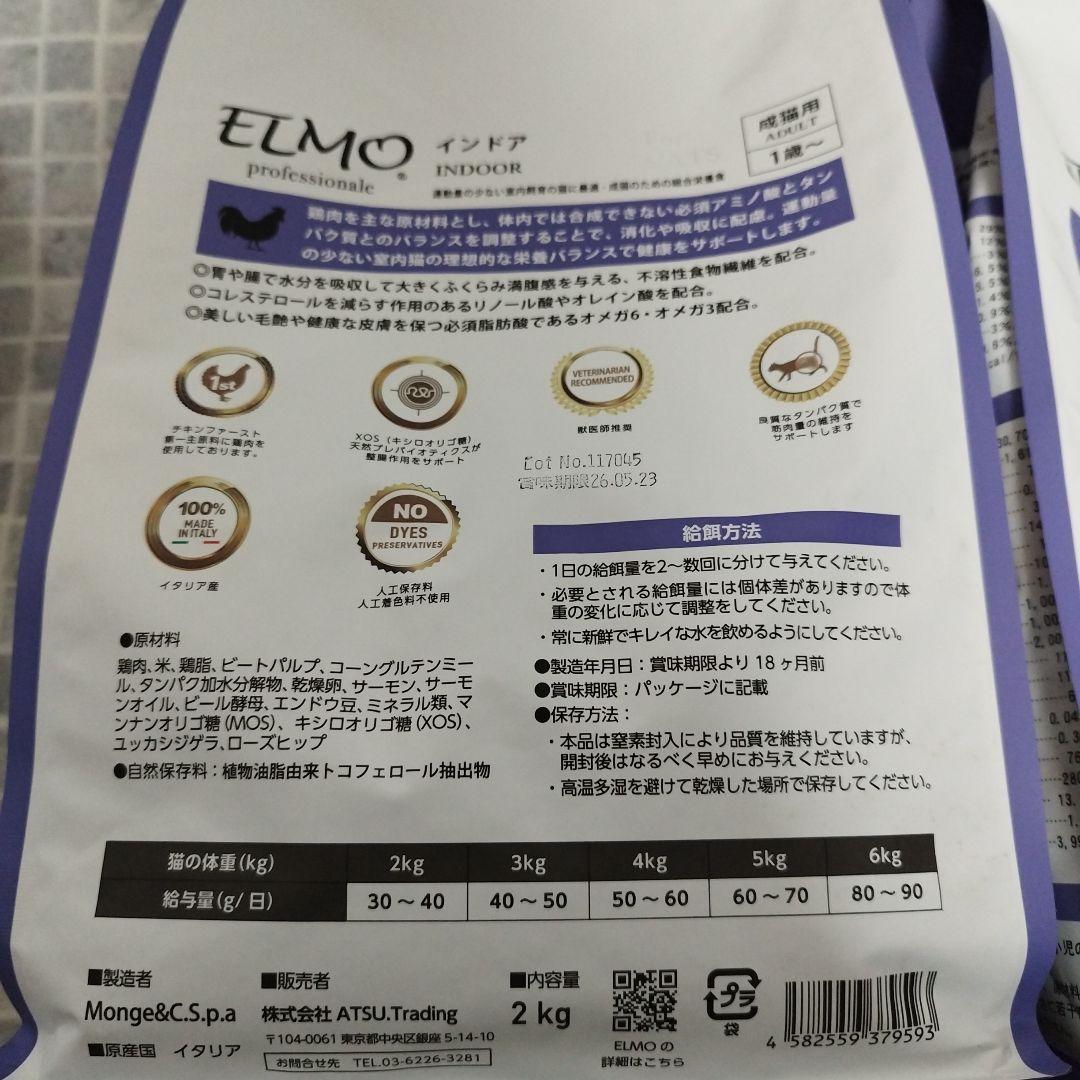 ELMO
professionale
®
インドア
INDOOR
成猫用
ADULT
1歳～
運動量の少ない室内飼育の猫に最適・成猫のための総合栄養食
鶏肉を主な原材料とし、体内では合成できない必須アミノ酸とタン
パク質とのバランスを調整することで、消化や吸収に配慮。運動量
の少ない室内猫の理想的な栄養バランスで健康をサポートします。
◎胃や腸で水分を吸収して大きくふくらみ満腹感を与える、不溶性食物繊維を配合。
◎コレステロールを減らす作用のあるリノール酸やオレイン酸を配合。
◎美しい毛艶や健康な皮膚を保つ必須脂肪酸であるオメガ6・オメガ3配合。
1st
チキンファースト
第一主原料に鶏肉を
使用しております。
XOS（キシロオリゴ糖）
天然プレバイオティクスが
整腸作用をサポート
VETERINARIAN
RECOMMENDED
獣医師推奨
良質なタンパク質で
筋肉量の維持を
サポートします
Lot No.117045
賞味期限26.05.23
100%
MADE
IN ITALY
イタリア産
NO
DYES
PRESERVATIVES
人工保存料
人工着色料不使用
給餌方法
・1日の給餌量を2～数回に分けて与えてください。
・必要とされる給餌量には個体差がありますので体
重の変化に応じて調整をしてください。
・常に新鮮でキレイな水を飲めるようにしてください。
●製造年月日：賞味期限より18ヶ月前
●賞味期限：パッケージに記載
●保存方法：
・本品は窒素封入により品質を維持していますが、
開封後はなるべく早めにお与えください。
・高温多湿を避けて乾燥した場所で保存してください。
●原材料
鶏肉、米、鶏脂、ビートパルプ、コーングルテンミー
ル、タンパク加水分解物、乾燥卵、サーモン、サーモ
ンオイル、ビール酵母、エンドウ豆、ミネラル類、マ
ンナンオリゴ糖（MOS）、キシロオリゴ糖（XOS）、
ユッカシジゲラ、ローズヒップ
●自然保存料：植物油脂由来トコフェロール抽出物
猫の体重(kg) 2kg 3kg 4kg 5kg 6kg
給与量(g/日) 30～40 40～50 50～60 60～70 80～90
■製造者
Monge&C.S.p.a
■原産国 イタリア
■販売者
株式会社 ATSU.Trading
〒104-0061 東京都中央区銀座 5-14-10
お問合せ先 TEL.03-6226-3281
■内容量
2 kg
ELMO の
詳細はこちら
プラ
袋
4 582559 379593